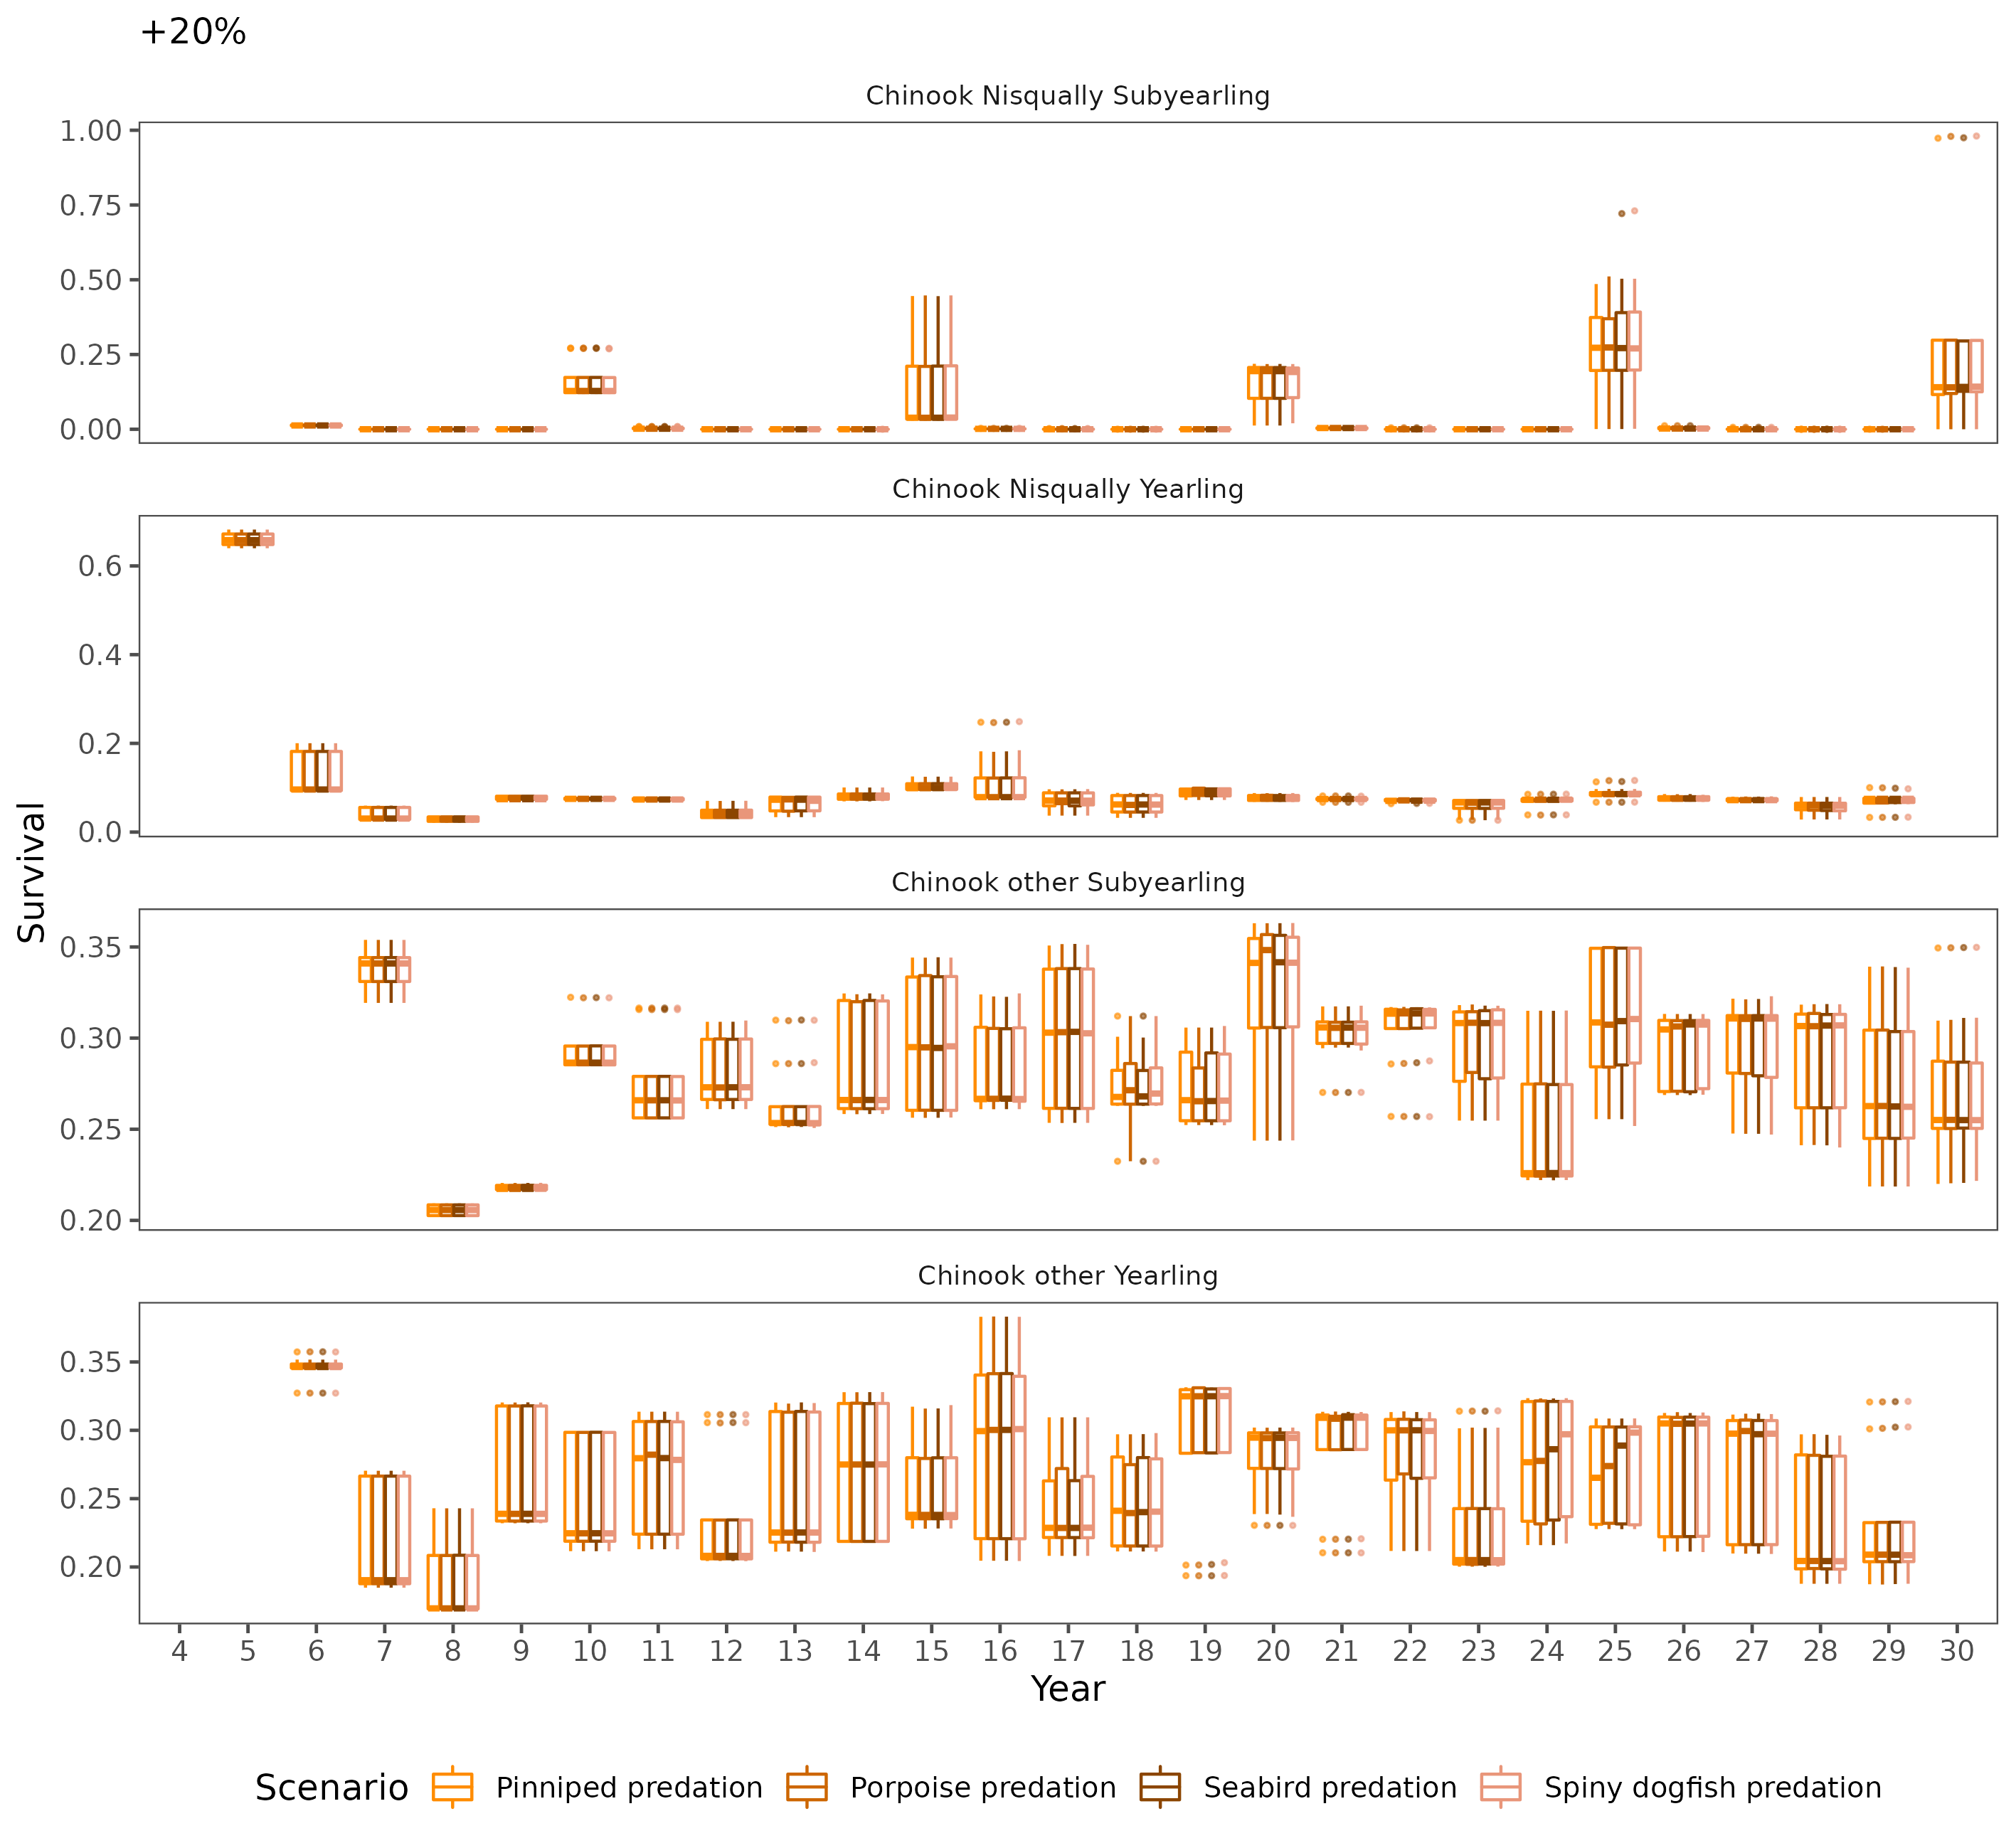 +20%
Chinook Nisqually Subyearling
1.00
0.75
0.50
0.25
0.00
Chinook Nisqually Yearling
0.6
0.4
0.2
0.0
Survival
Chinook other Subyearling
0.35
0.30
0.25
0.20
Chinook other Yearling
0.35
0.30
0.25
0.20
4 5 6 7 8 9 10 11 12 13 14 15 16 17 18 19 20 21 22 23 24 25 26 27 28 29 30
Year
Scenario Pinniped predation Porpoise predation Seabird predation Spiny dogfish predation